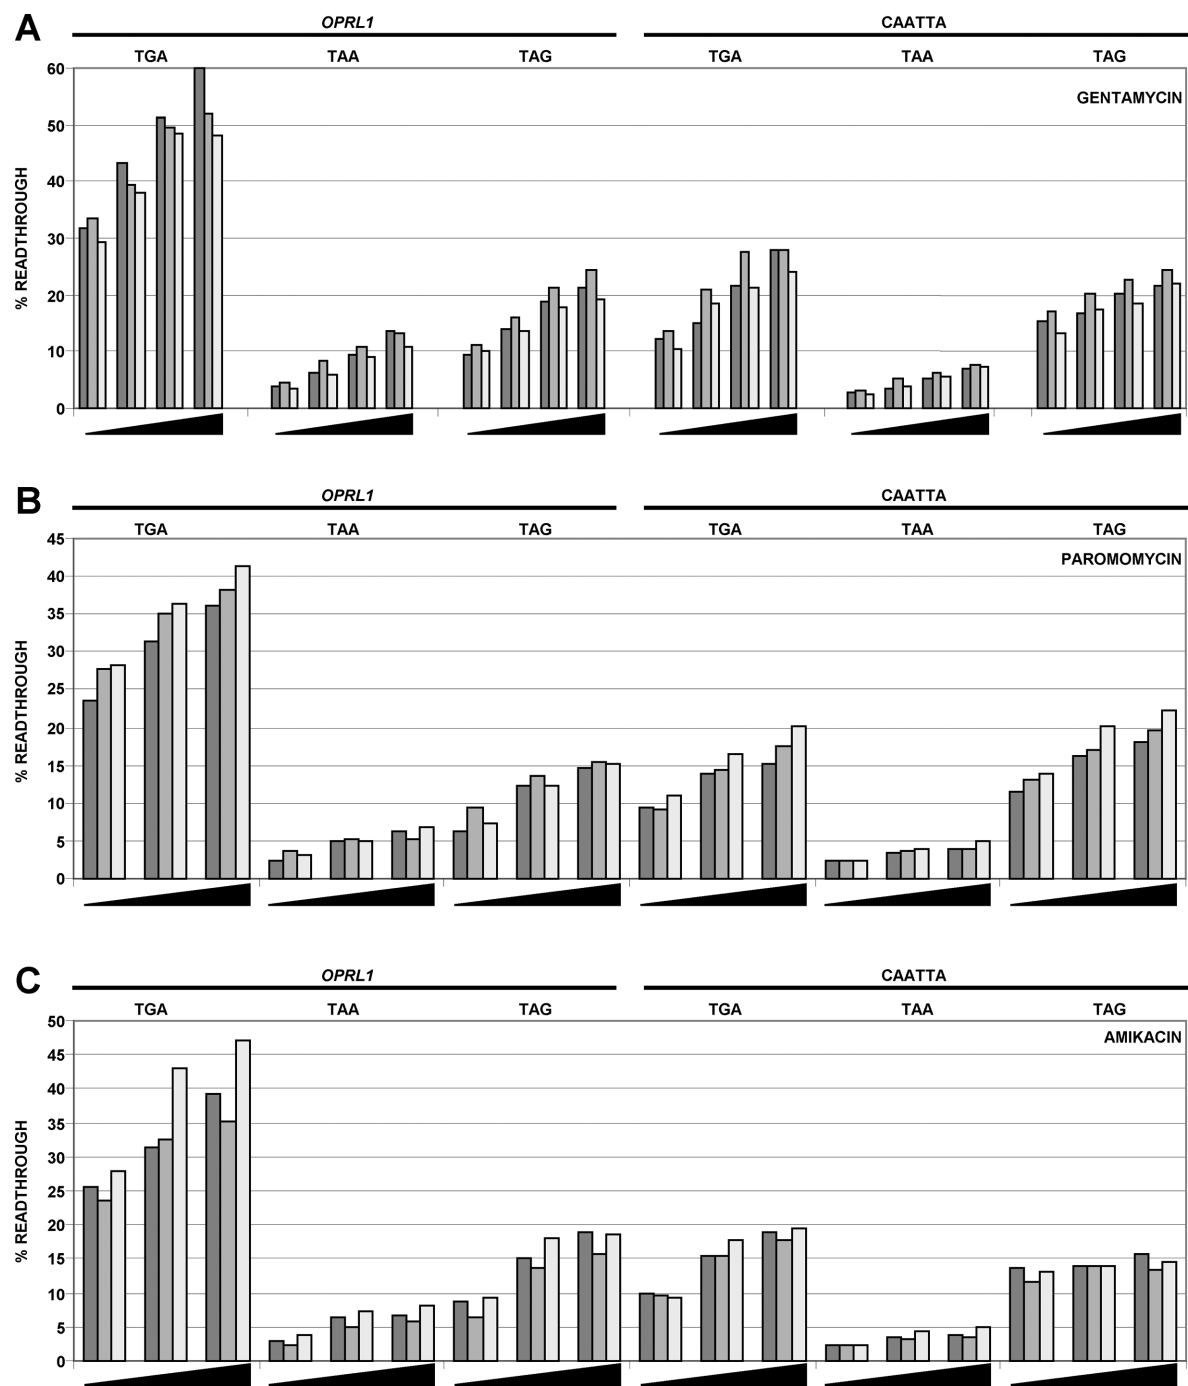 A
OPRL1 CAATTA
TGA TAA TAG TGA TAA TAG
60
50
40
30
20
10
0
% READTHROUGH
GENTAMYCIN
B
OPRL1 CAATTA
TGA TAA TAG TGA TAA TAG
45
40
35
30
25
20
15
10
5
0
% READTHROUGH
PAROMOMYCIN
C
OPRL1 CAATTA
TGA TAA TAG TGA TAA TAG
50
45
40
35
30
25
20
15
10
5
0
% READTHROUGH
AMIKACIN